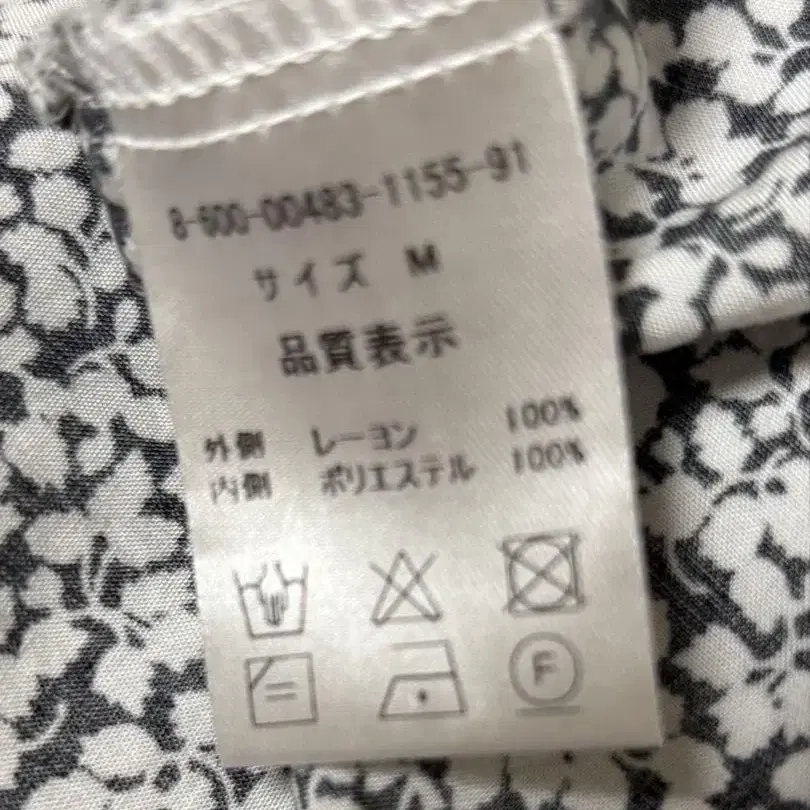 8-600-00483-1155-91
サイズ M
品質表示
外側 レーヨン 100%
内側 ポリエステル 100%
F